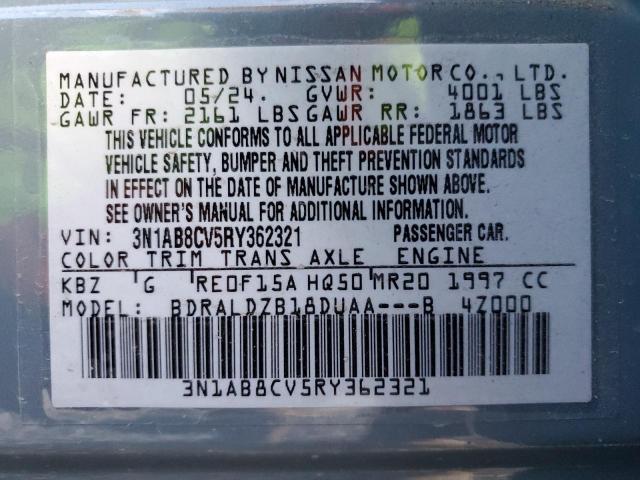 MANUFACTURED BY NISSAN MOTOR CO., LTD.
DATE: 05/24. GVWR: 4001 LBS
GAWR FR: 2161 LBS GAWR RR: 1863 LBS
THIS VEHICLE CONFORMS TO ALL APPLICABLE FEDERAL MOTOR
VEHICLE SAFETY, BUMPER AND THEFT PREVENTION STANDARDS
IN EFFECT ON THE DATE OF MANUFACTURE SHOWN ABOVE.
SEE OWNER'S MANUAL FOR ADDITIONAL INFORMATION.
VIN: 3N1AB8CV5RY362321 PASSENGER CAR.
COLOR TRIM TRANS AXLE ENGINE
KBZ G RE0F15A HQ50 MR20 1997 CC
MODEL: BDRALDZB18DUAA---B 4Z000
3N1AB8CV5RY362321